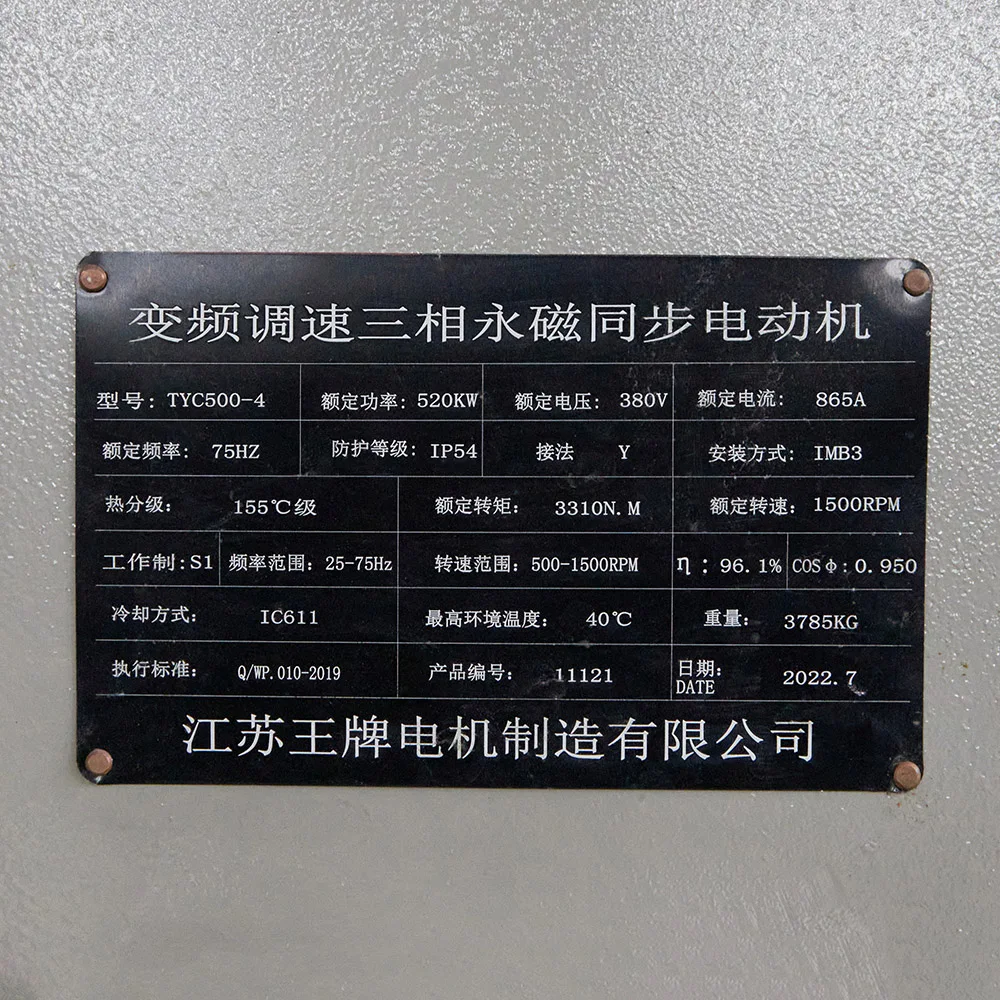 变频调速三相永磁同步电动机
型号: TYC500-4 额定功率: 520KW 额定电压: 380V 额定电流: 865A
额定频率: 75HZ 防护等级: IP54 接法 Y 安装方式: IMB3
热分级: 155℃级 额定转矩: 3310N.M 额定转速: 1500RPM
工作制:S1 频率范围: 25-75Hz 转速范围: 500-1500RPM η: 96.1% COSΦ:0.950
冷却方式: IC611 最高环境温度: 40℃ 重量: 3785KG
执行标准: Q/WP.010-2019 产品编号: 11121 日期: DATE 2022.7
江苏王牌电机制造有限公司